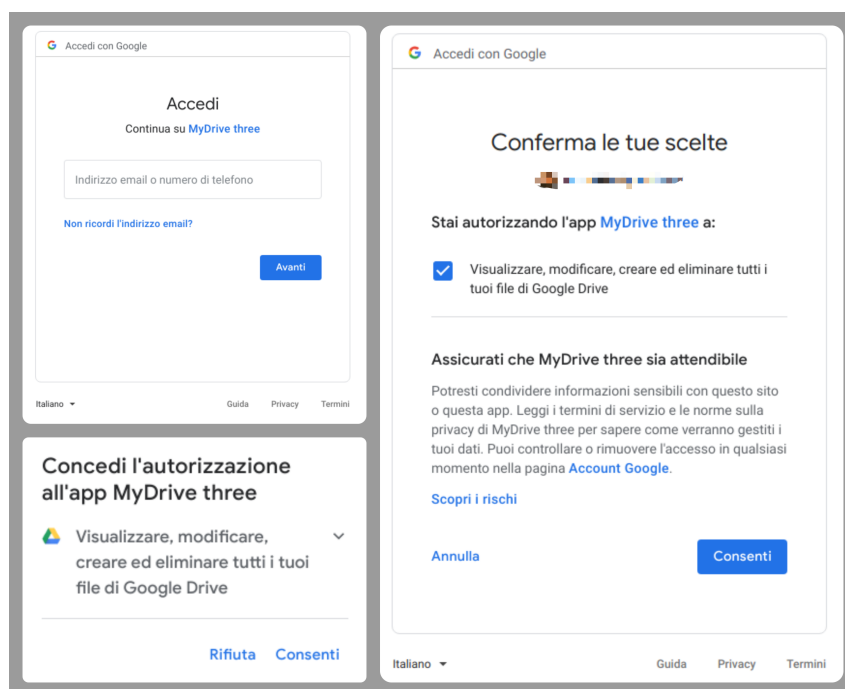 Accedi con Google
Accedi
Continua su MyDrive three
Indirizzo email o numero di telefono
Non ricordi l'indirizzo email?
Avanti
Italiano
Guida Privacy Termini
Concedi l'autorizzazione
all'app MyDrive three
Visualizzare, modificare,
creare ed eliminare tutti i tuoi
file di Google Drive
Rifiuta Consenti
Accedi con Google
Conferma le tue scelte
Stai autorizzando l'app MyDrive three a:
Visualizzare, modificare, creare ed eliminare tutti i
tuoi file di Google Drive
Assicurati che MyDrive three sia attendibile
Potresti condividere informazioni sensibili con questo sito
o questa app. Leggi i termini di servizio e le norme sulla
privacy di MyDrive three per sapere come verranno gestiti i
tuoi dati. Puoi controllare o rimuovere l'accesso in qualsiasi
momento nella pagina Account Google.
Scopri i rischi
Annulla Consenti
Italiano Guida Privacy Termini